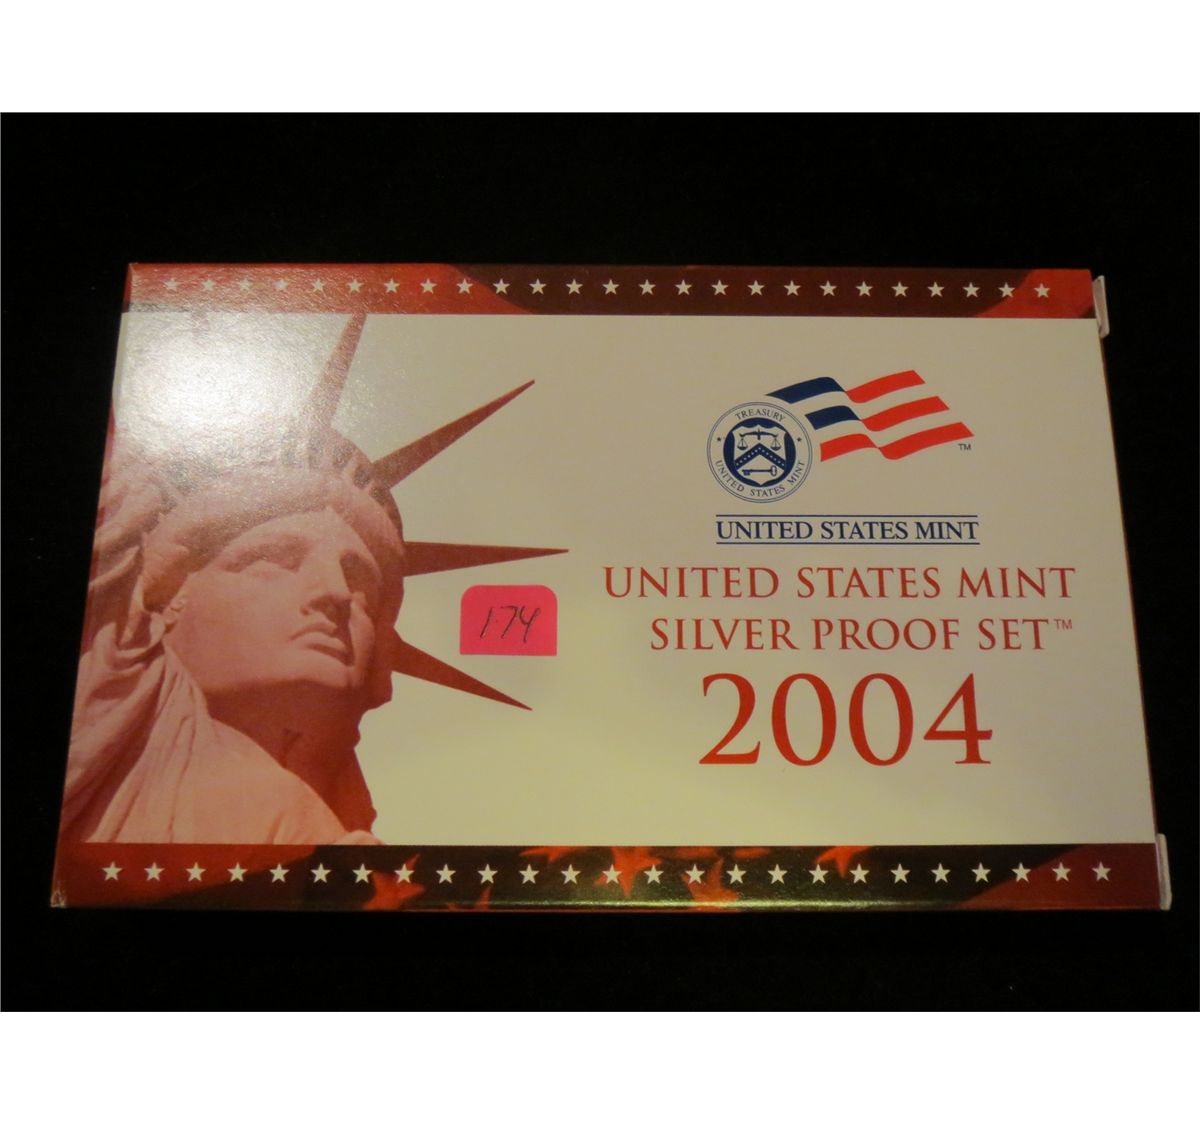 TREASURY
UNITED STATES MINT
TM
UNITED STATES MINT
UNITED STATES MINT
SILVER PROOF SET™
2004
174